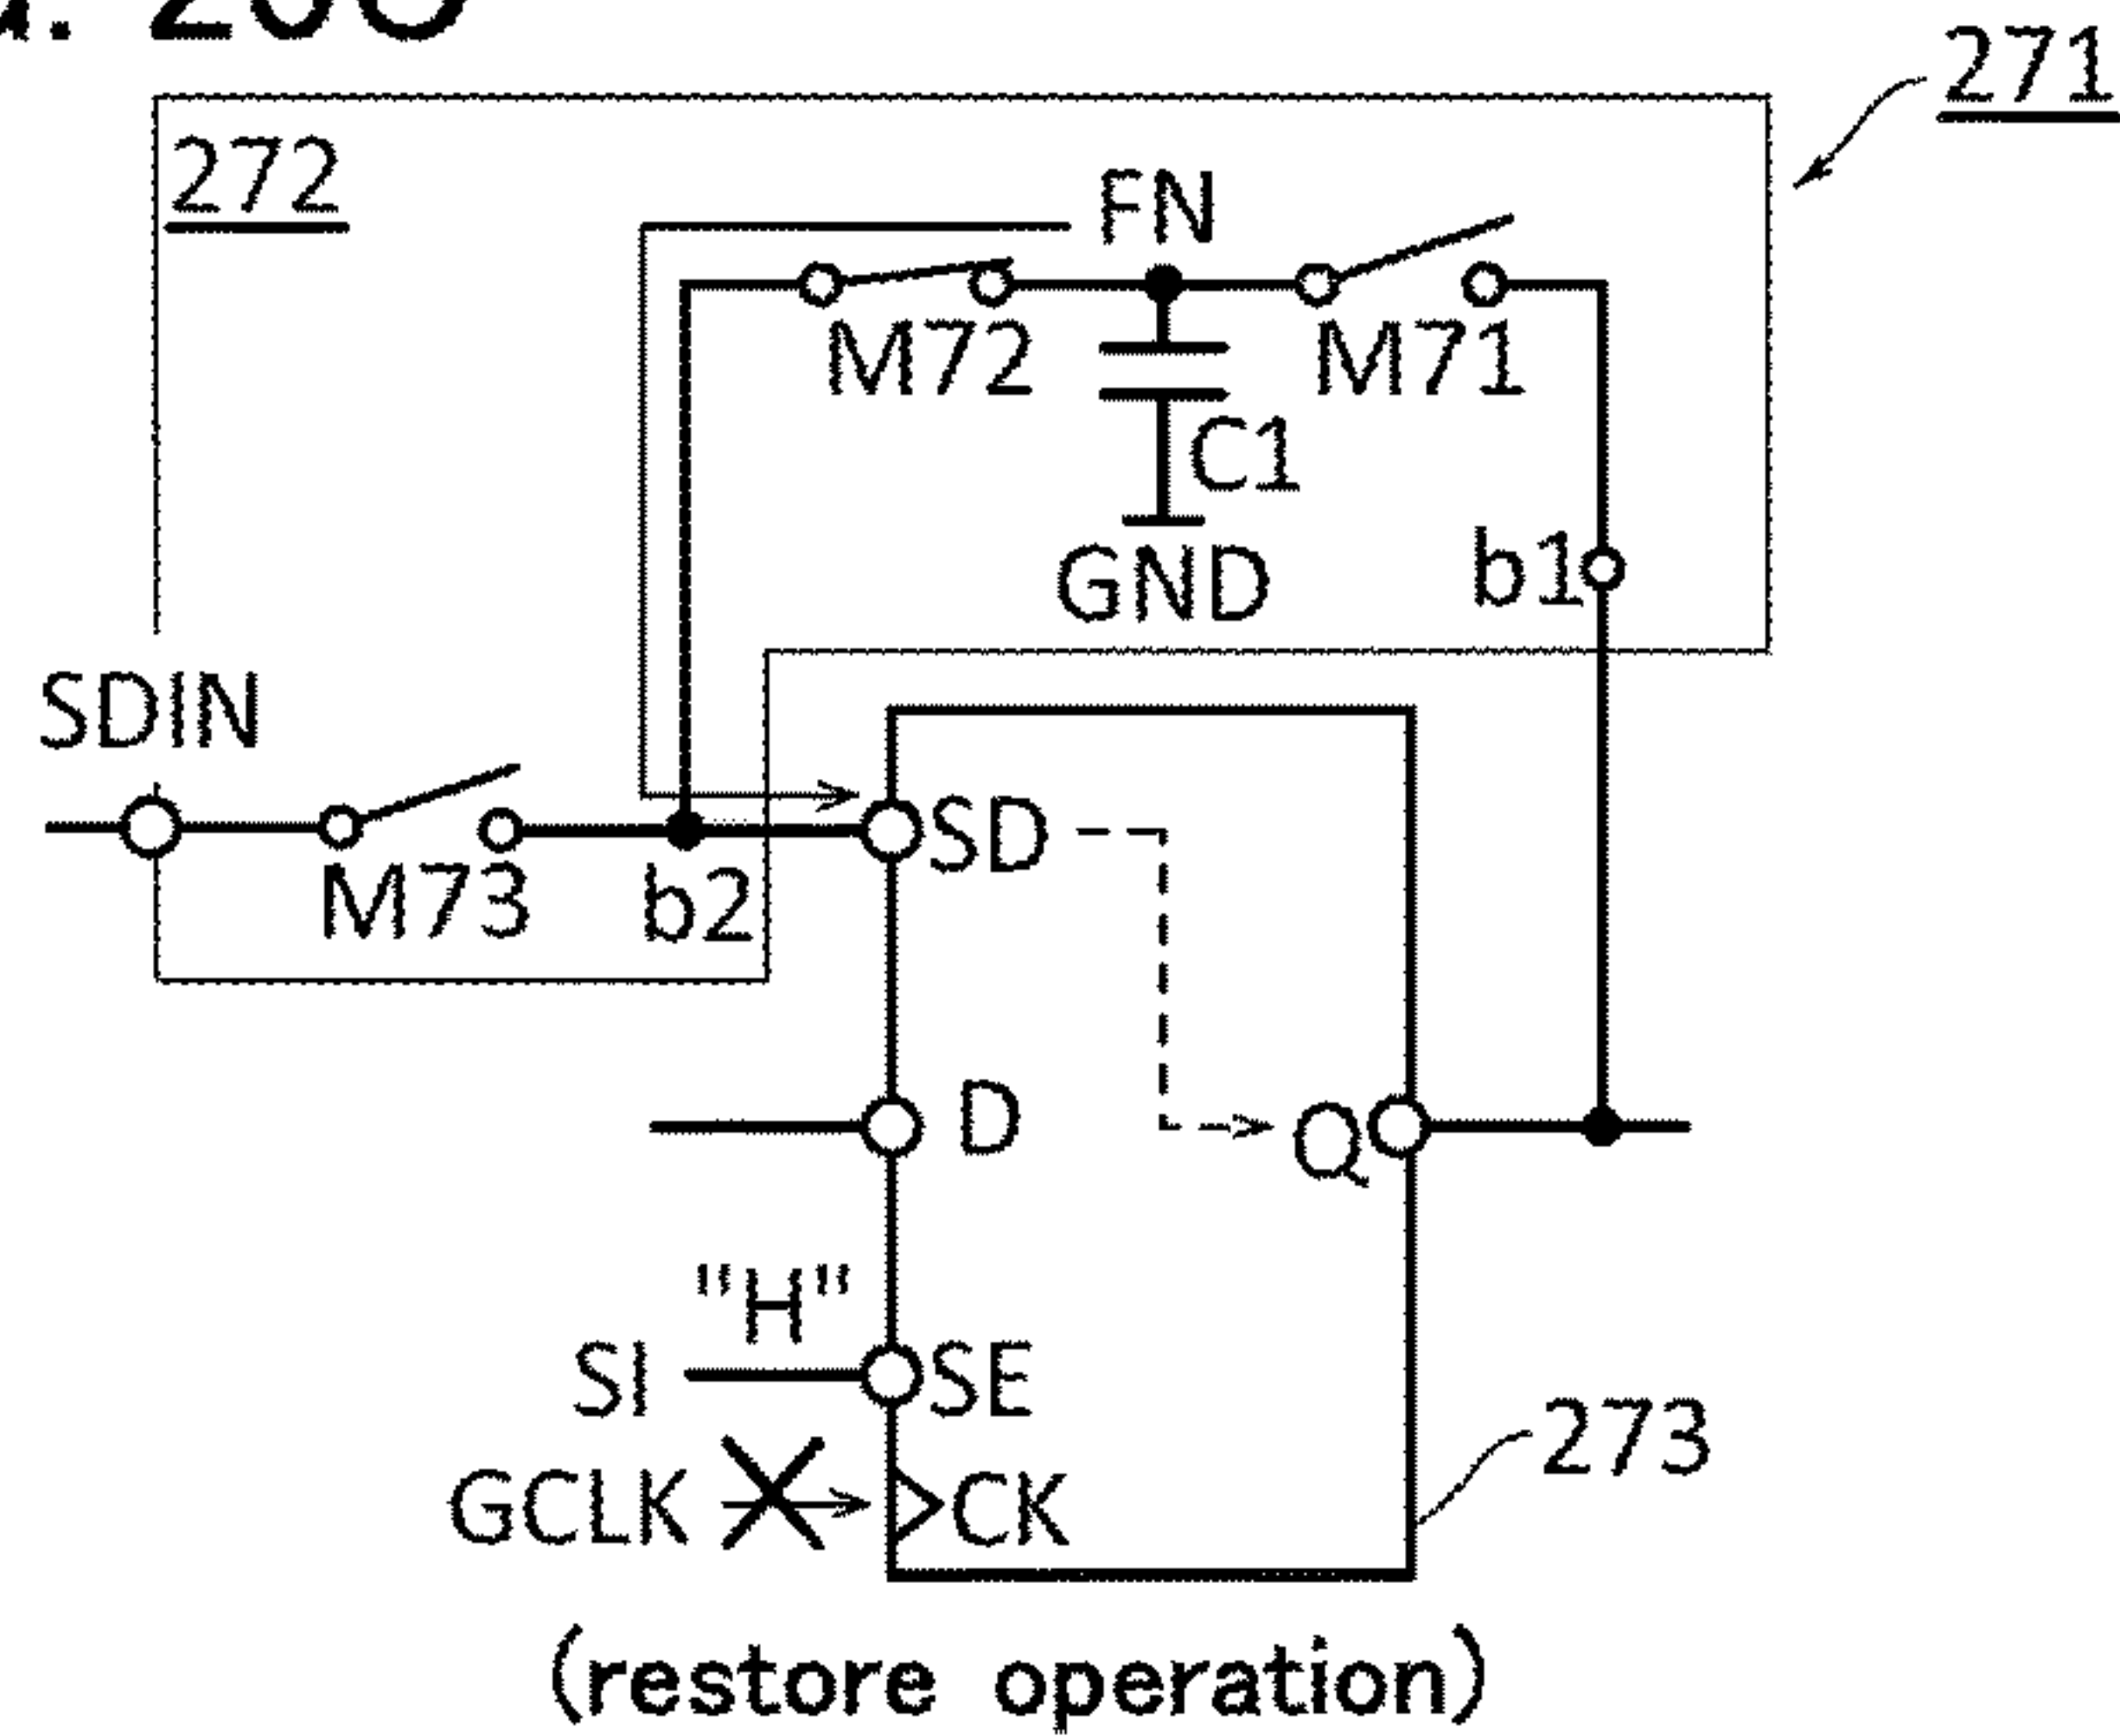 271
272
FN
M72
M71
C1
GND
b1
SDIN
SD
M73
b2
D
Q
"H"
SI
SE
273
GCLK
CK
(restore operation)